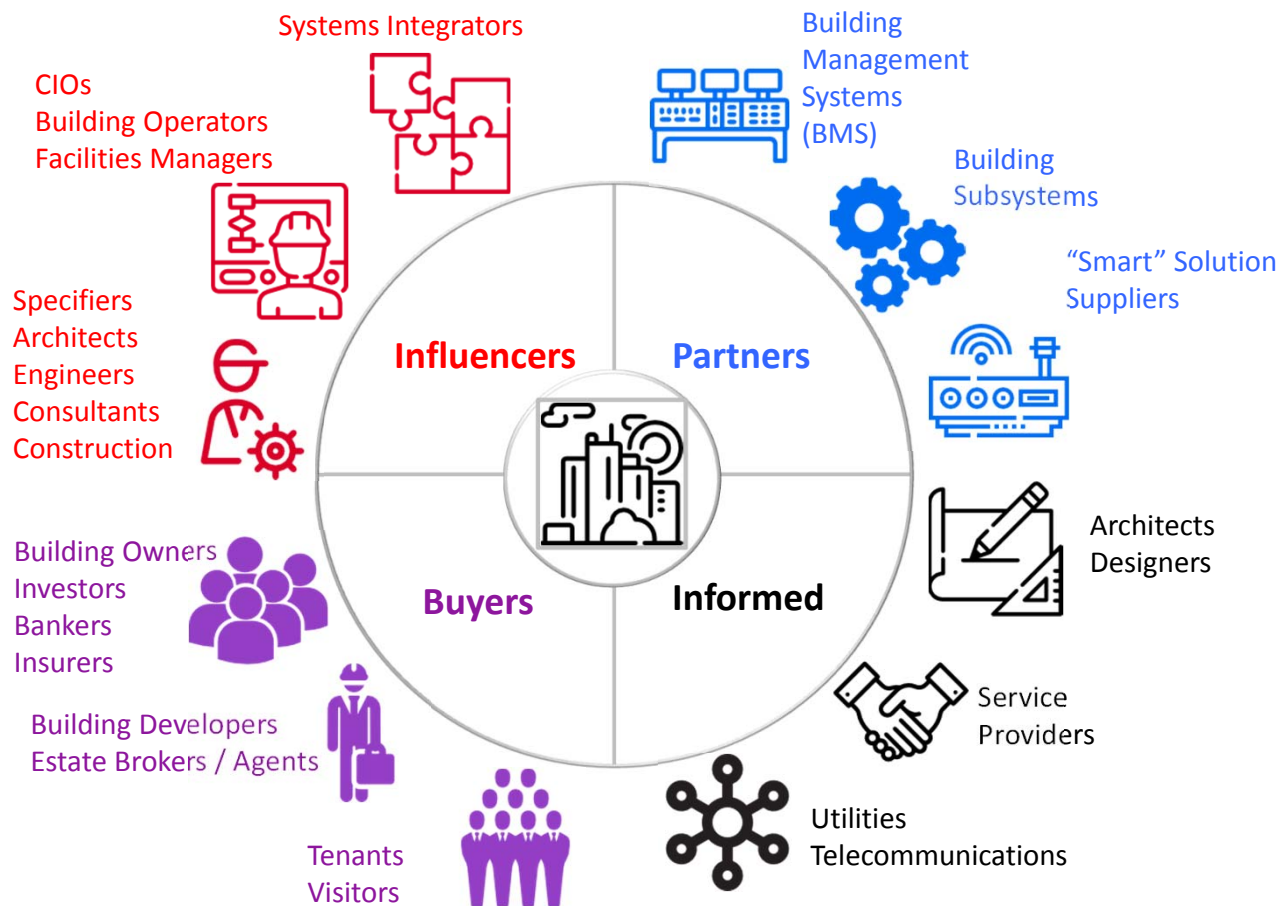 Systems Integrators
CIOs
Building Operators
Facilities Managers
Specifiers
Architects
Engineers
Consultants
Construction
Influencers
Building
Management
Systems
(BMS)
Building
Subsystems
“Smart” Solution
Suppliers
Partners
Building Owners
Investors
Bankers
Insurers
Building Developers
Estate Brokers / Agents
Tenants
Visitors
Buyers
Informed
Architects
Designers
Service
Providers
Utilities
Telecommunications